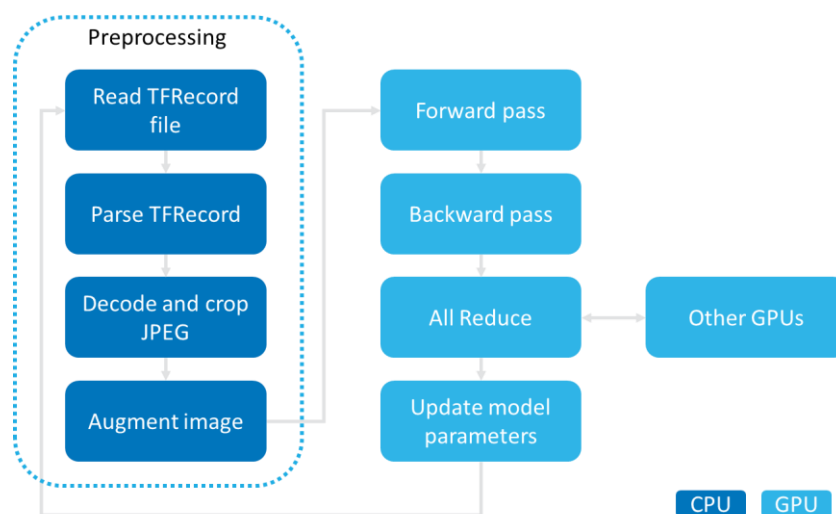 Preprocessing
Read TFRecord
file
Parse TFRecord
Decode and crop
JPEG
Augment image
Forward pass
Backward pass
All Reduce
Other GPUs
Update model
parameters
CPU
GPU